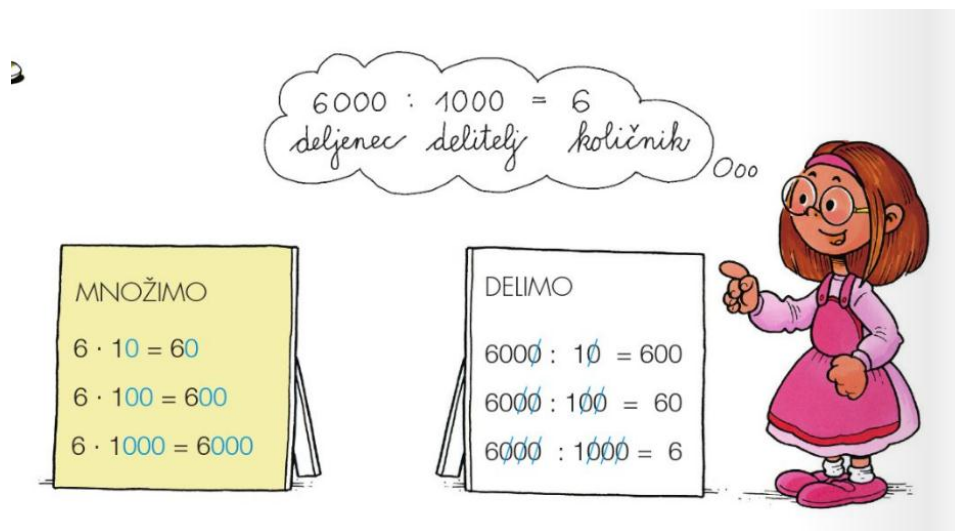 6000 : 1000 = 6
deljenec delitelj količnik
MNOŽIMO
6 · 10 = 60
6 · 100 = 600
6 · 1000 = 6000
DELIMO
6000 : 10 = 600
6000 : 100 = 60
6000 : 1000 = 6